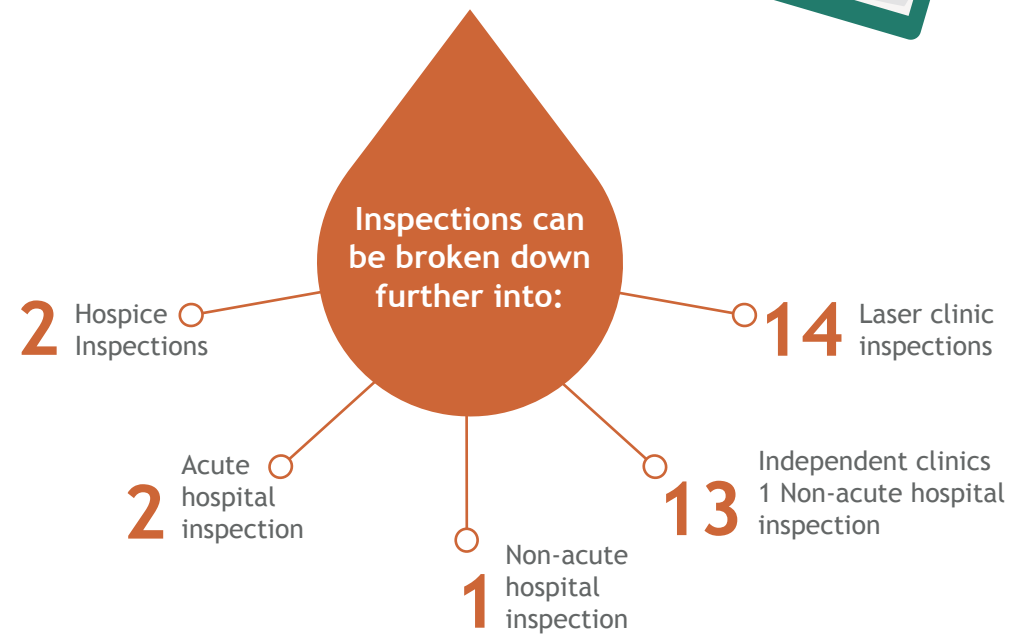 Inspections can
be broken down
further into:
2 Hospice
Inspections
2 Acute
hospital
inspection
1 Non-acute
hospital
inspection
13 Independent clinics
1 Non-acute hospital
inspection
14 Laser clinic
inspections